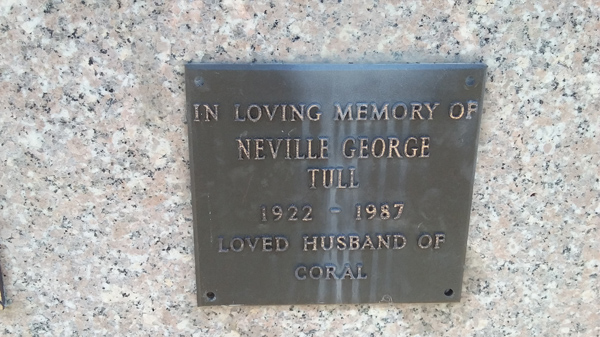 IN LOVING MEMORY OF
NEVILLE GEORGE
TULL
1922 - 1987
LOVED HUSBAND OF
CORAL